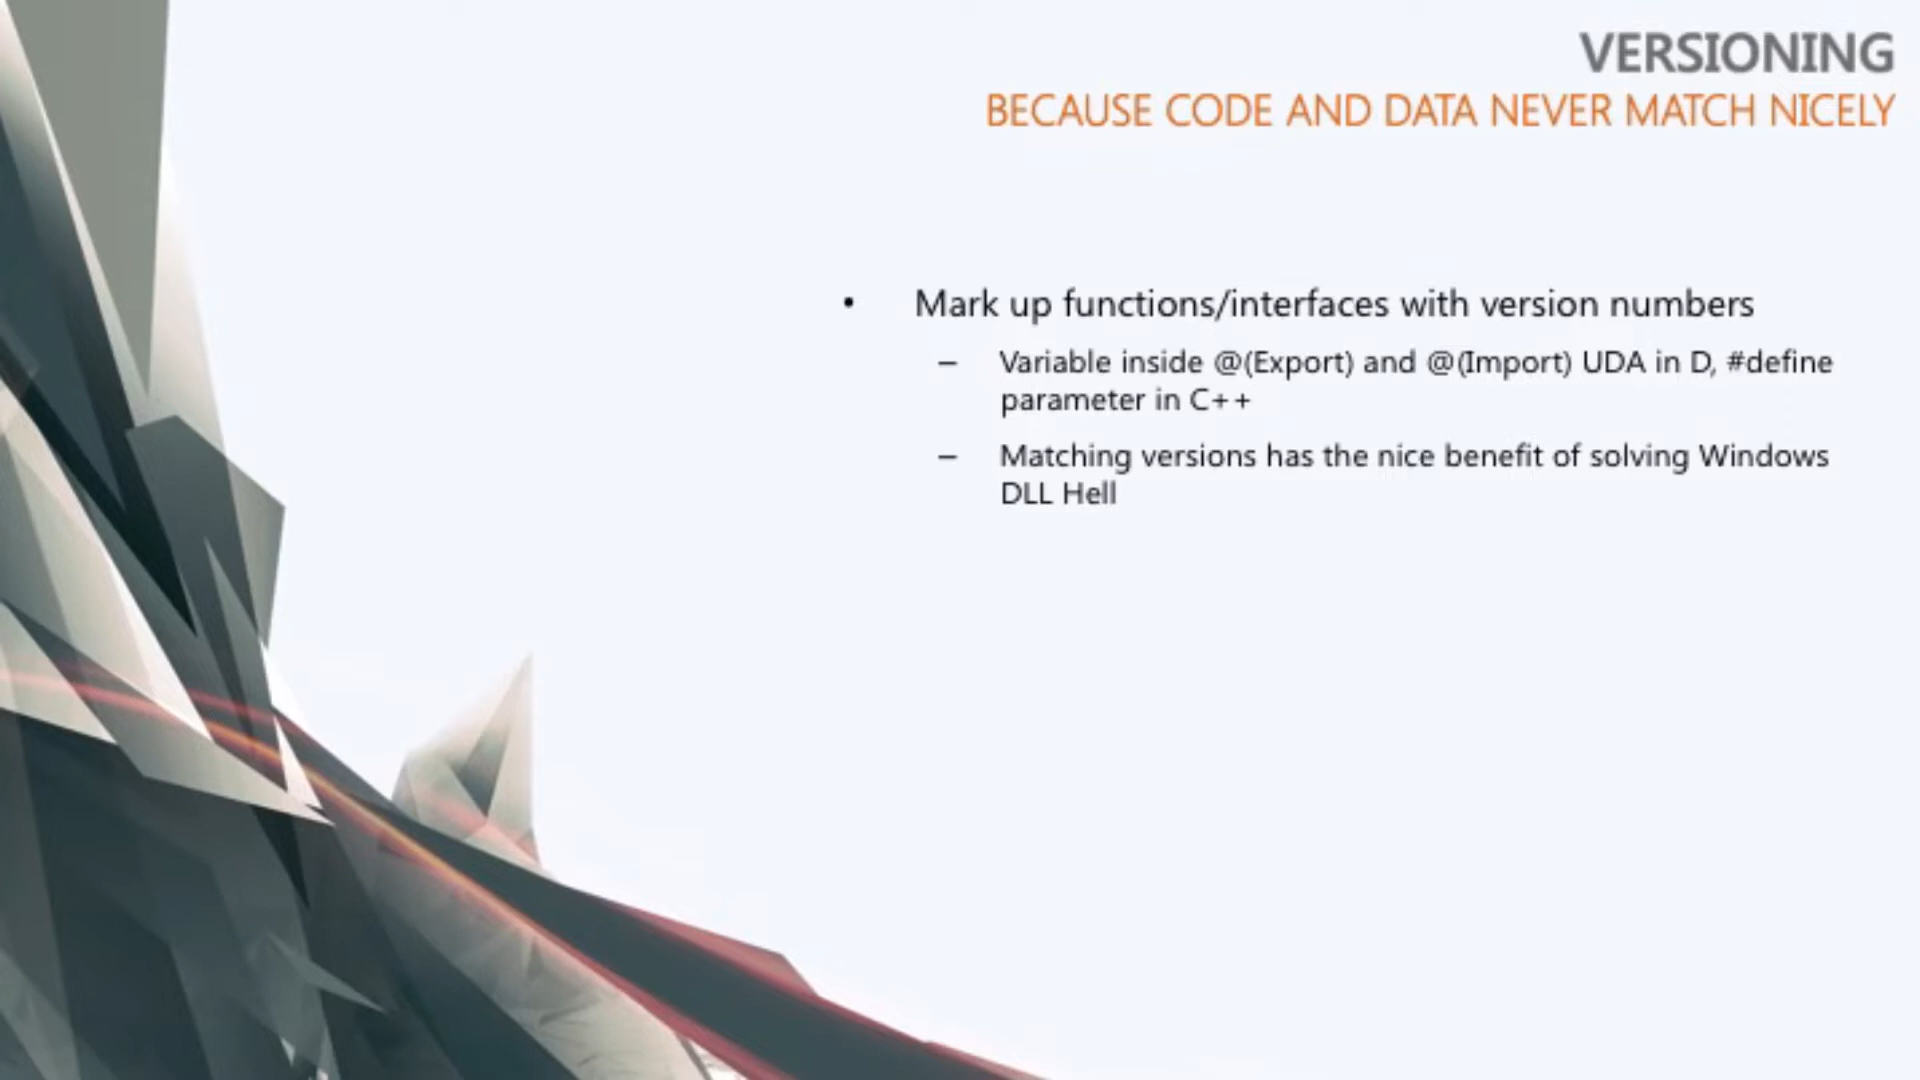 VERSIONING
BECAUSE CODE AND DATA NEVER MATCH NICELY
• Mark up functions/interfaces with version numbers
– Variable inside @(Export) and @(Import) UDA in D, #define
parameter in C++
– Matching versions has the nice benefit of solving Windows
DLL Hell